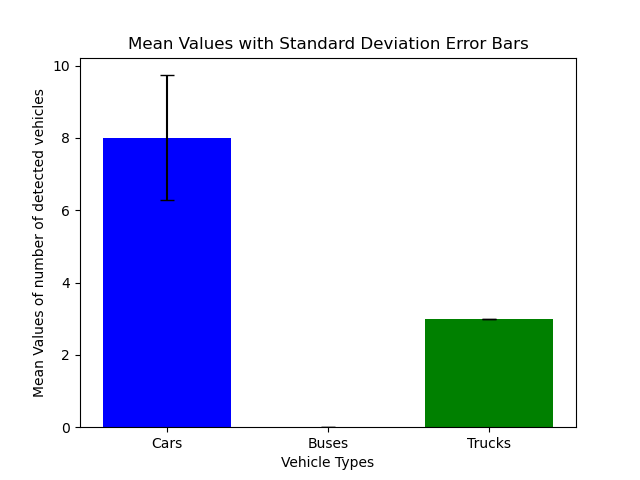 Mean Values with Standard Deviation Error Bars
Mean Values of number of detected vehicles
10
8
6
4
2
0
Cars Buses Trucks
Vehicle Types